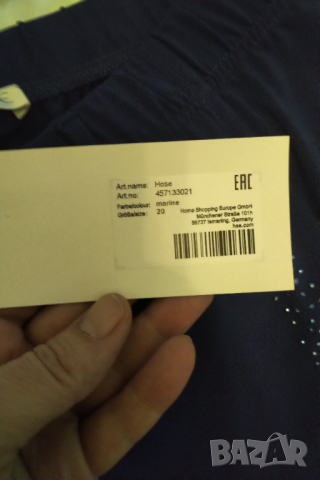 Art.name: Hose
Art.no: 457133021
Farbe/colour: marine
Größe/size: 20
EAC
Home Shopping Europe GmbH
Münchener Straße 101h
85737 Ismaning, Germany
hse.com
BAZAR.bg